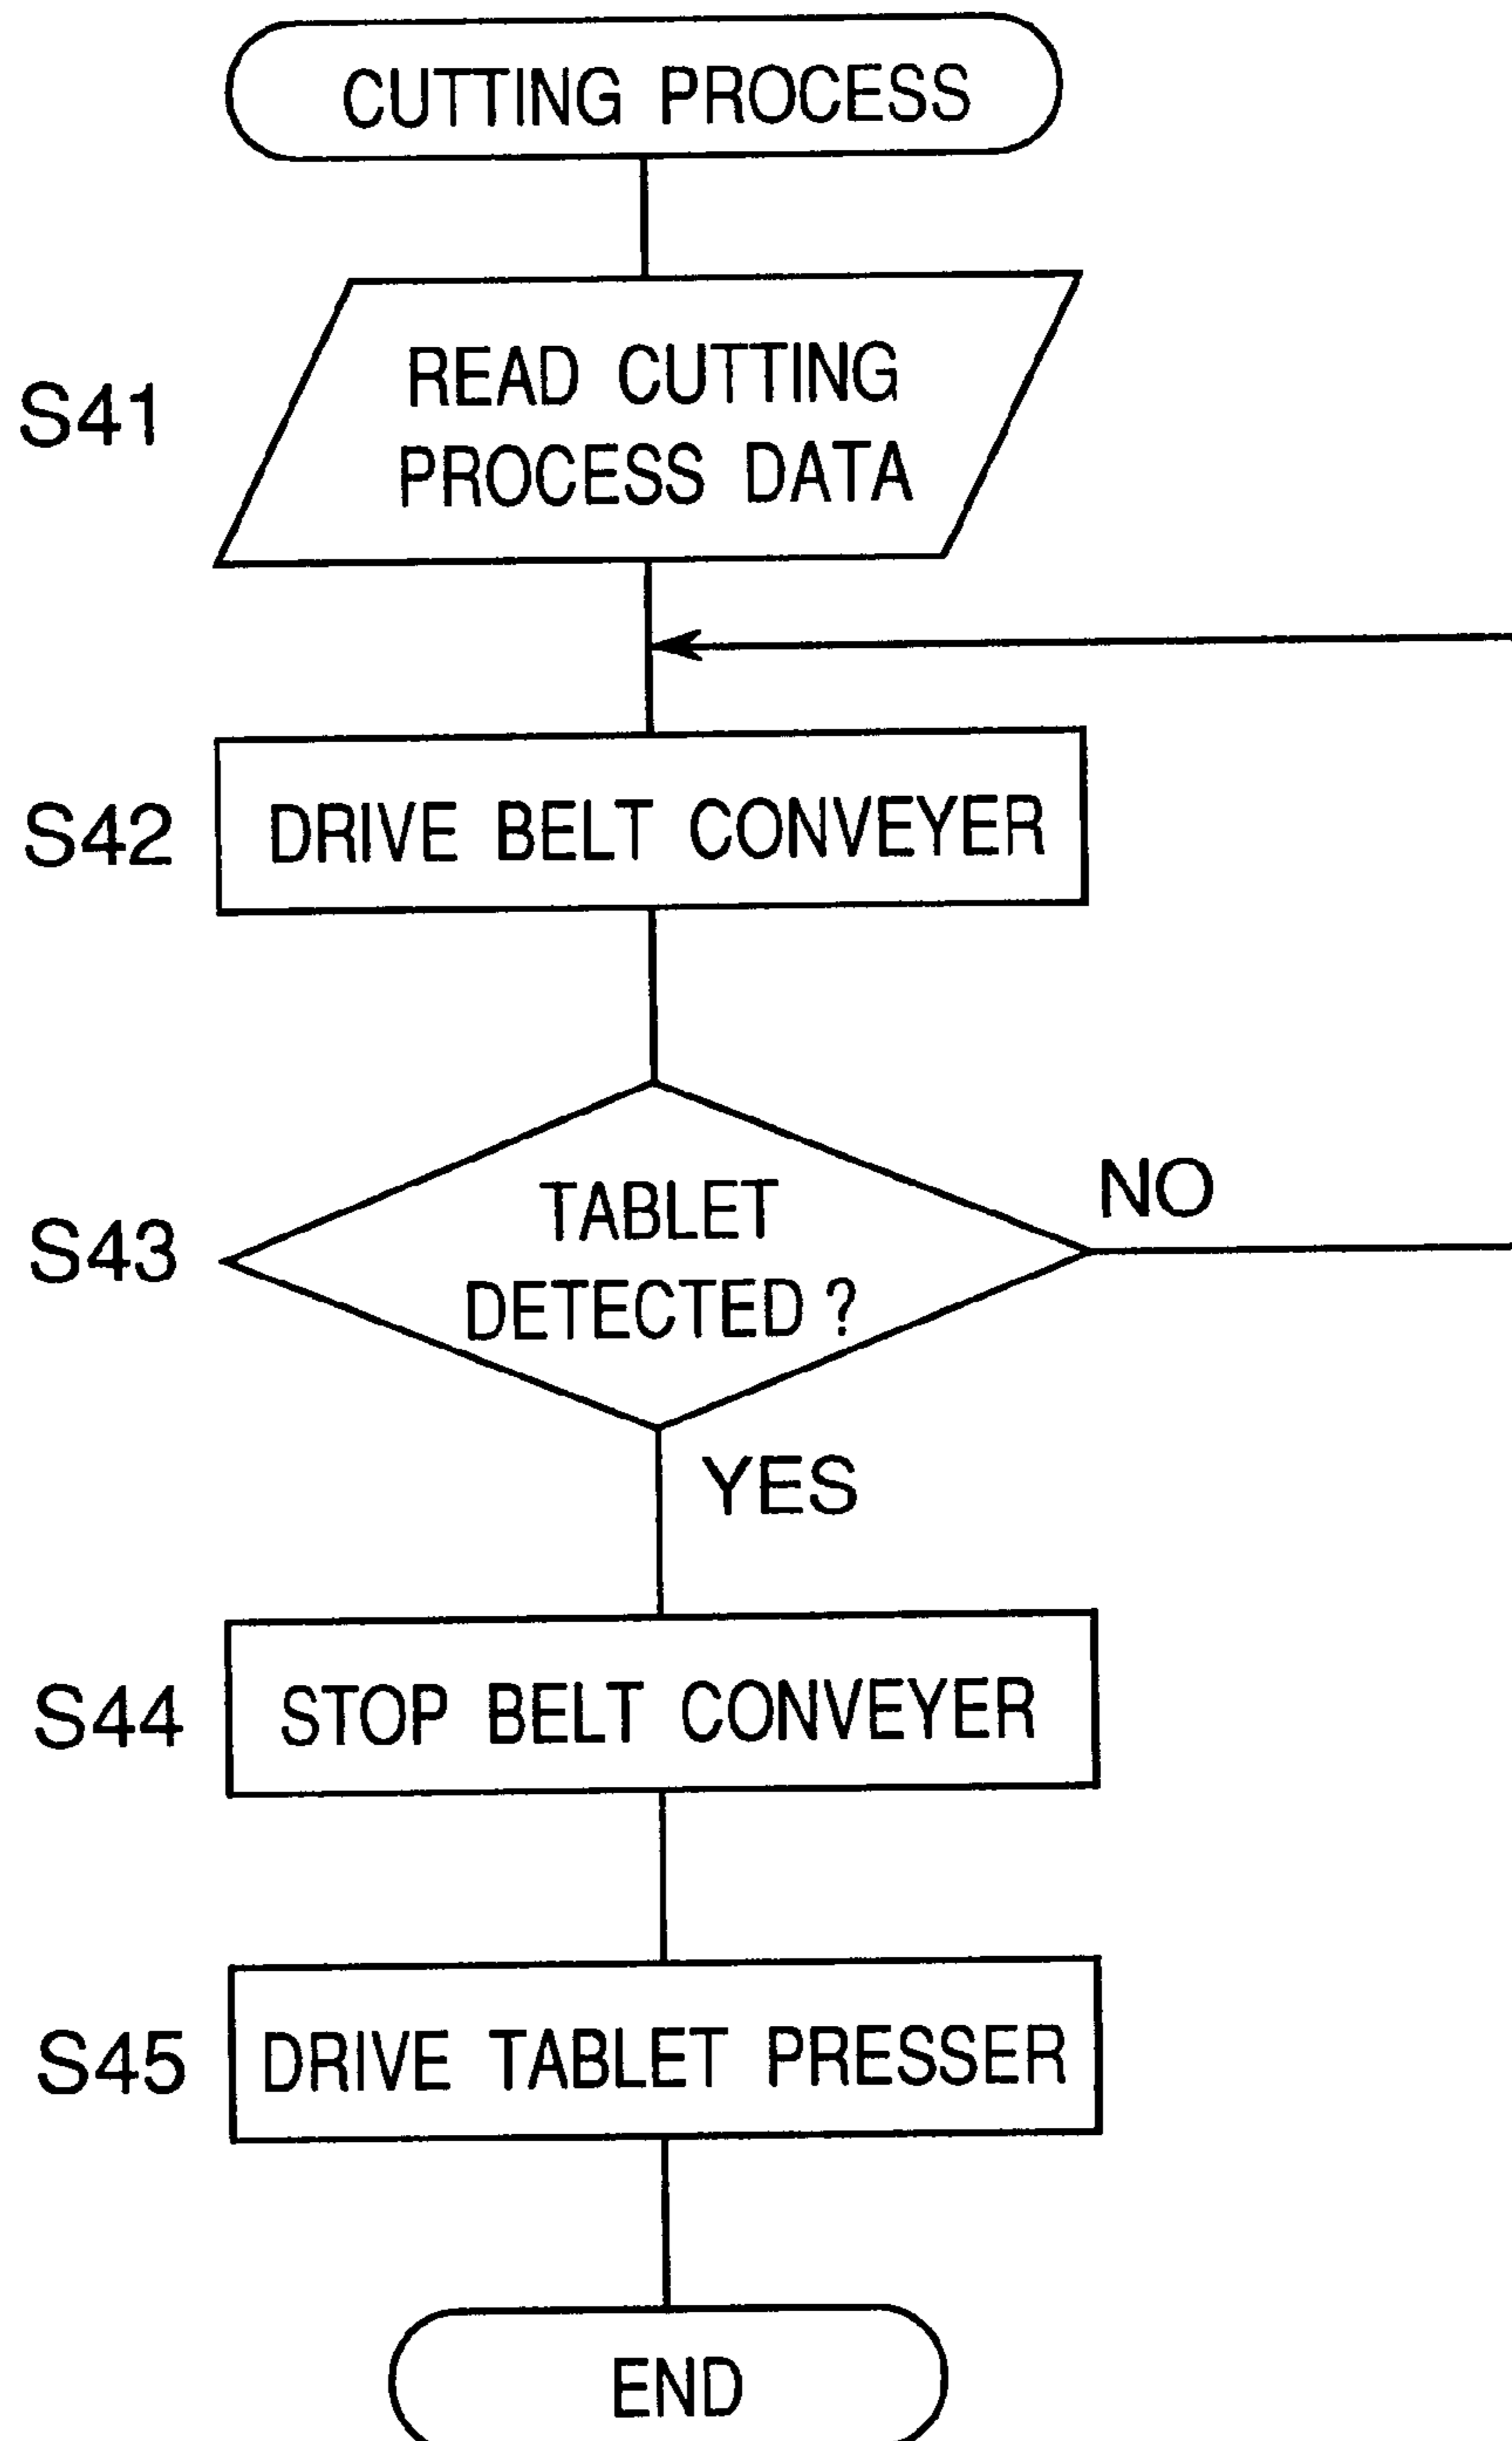 CUTTING PROCESS
S41
READ CUTTING
PROCESS DATA
S42
DRIVE BELT CONVEYER
S43
TABLET
DETECTED ?
NO
YES
S44
STOP BELT CONVEYER
S45
DRIVE TABLET PRESSER
END